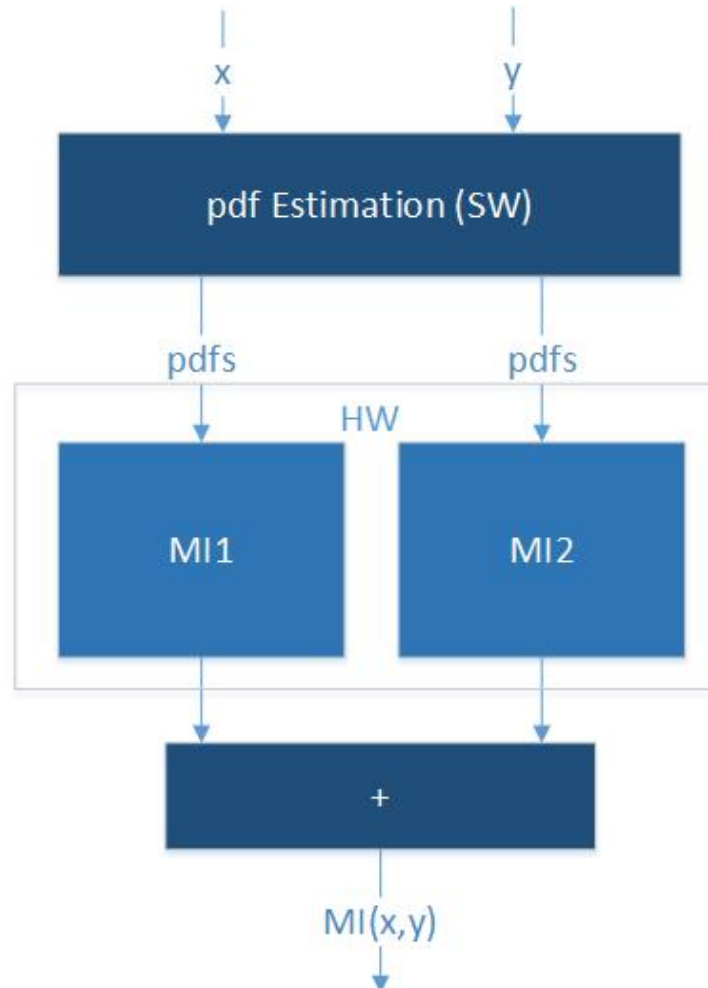 x
y
pdf Estimation (SW)
pdfs
pdfs
HW
MI1
MI2
+
MI(x,y)